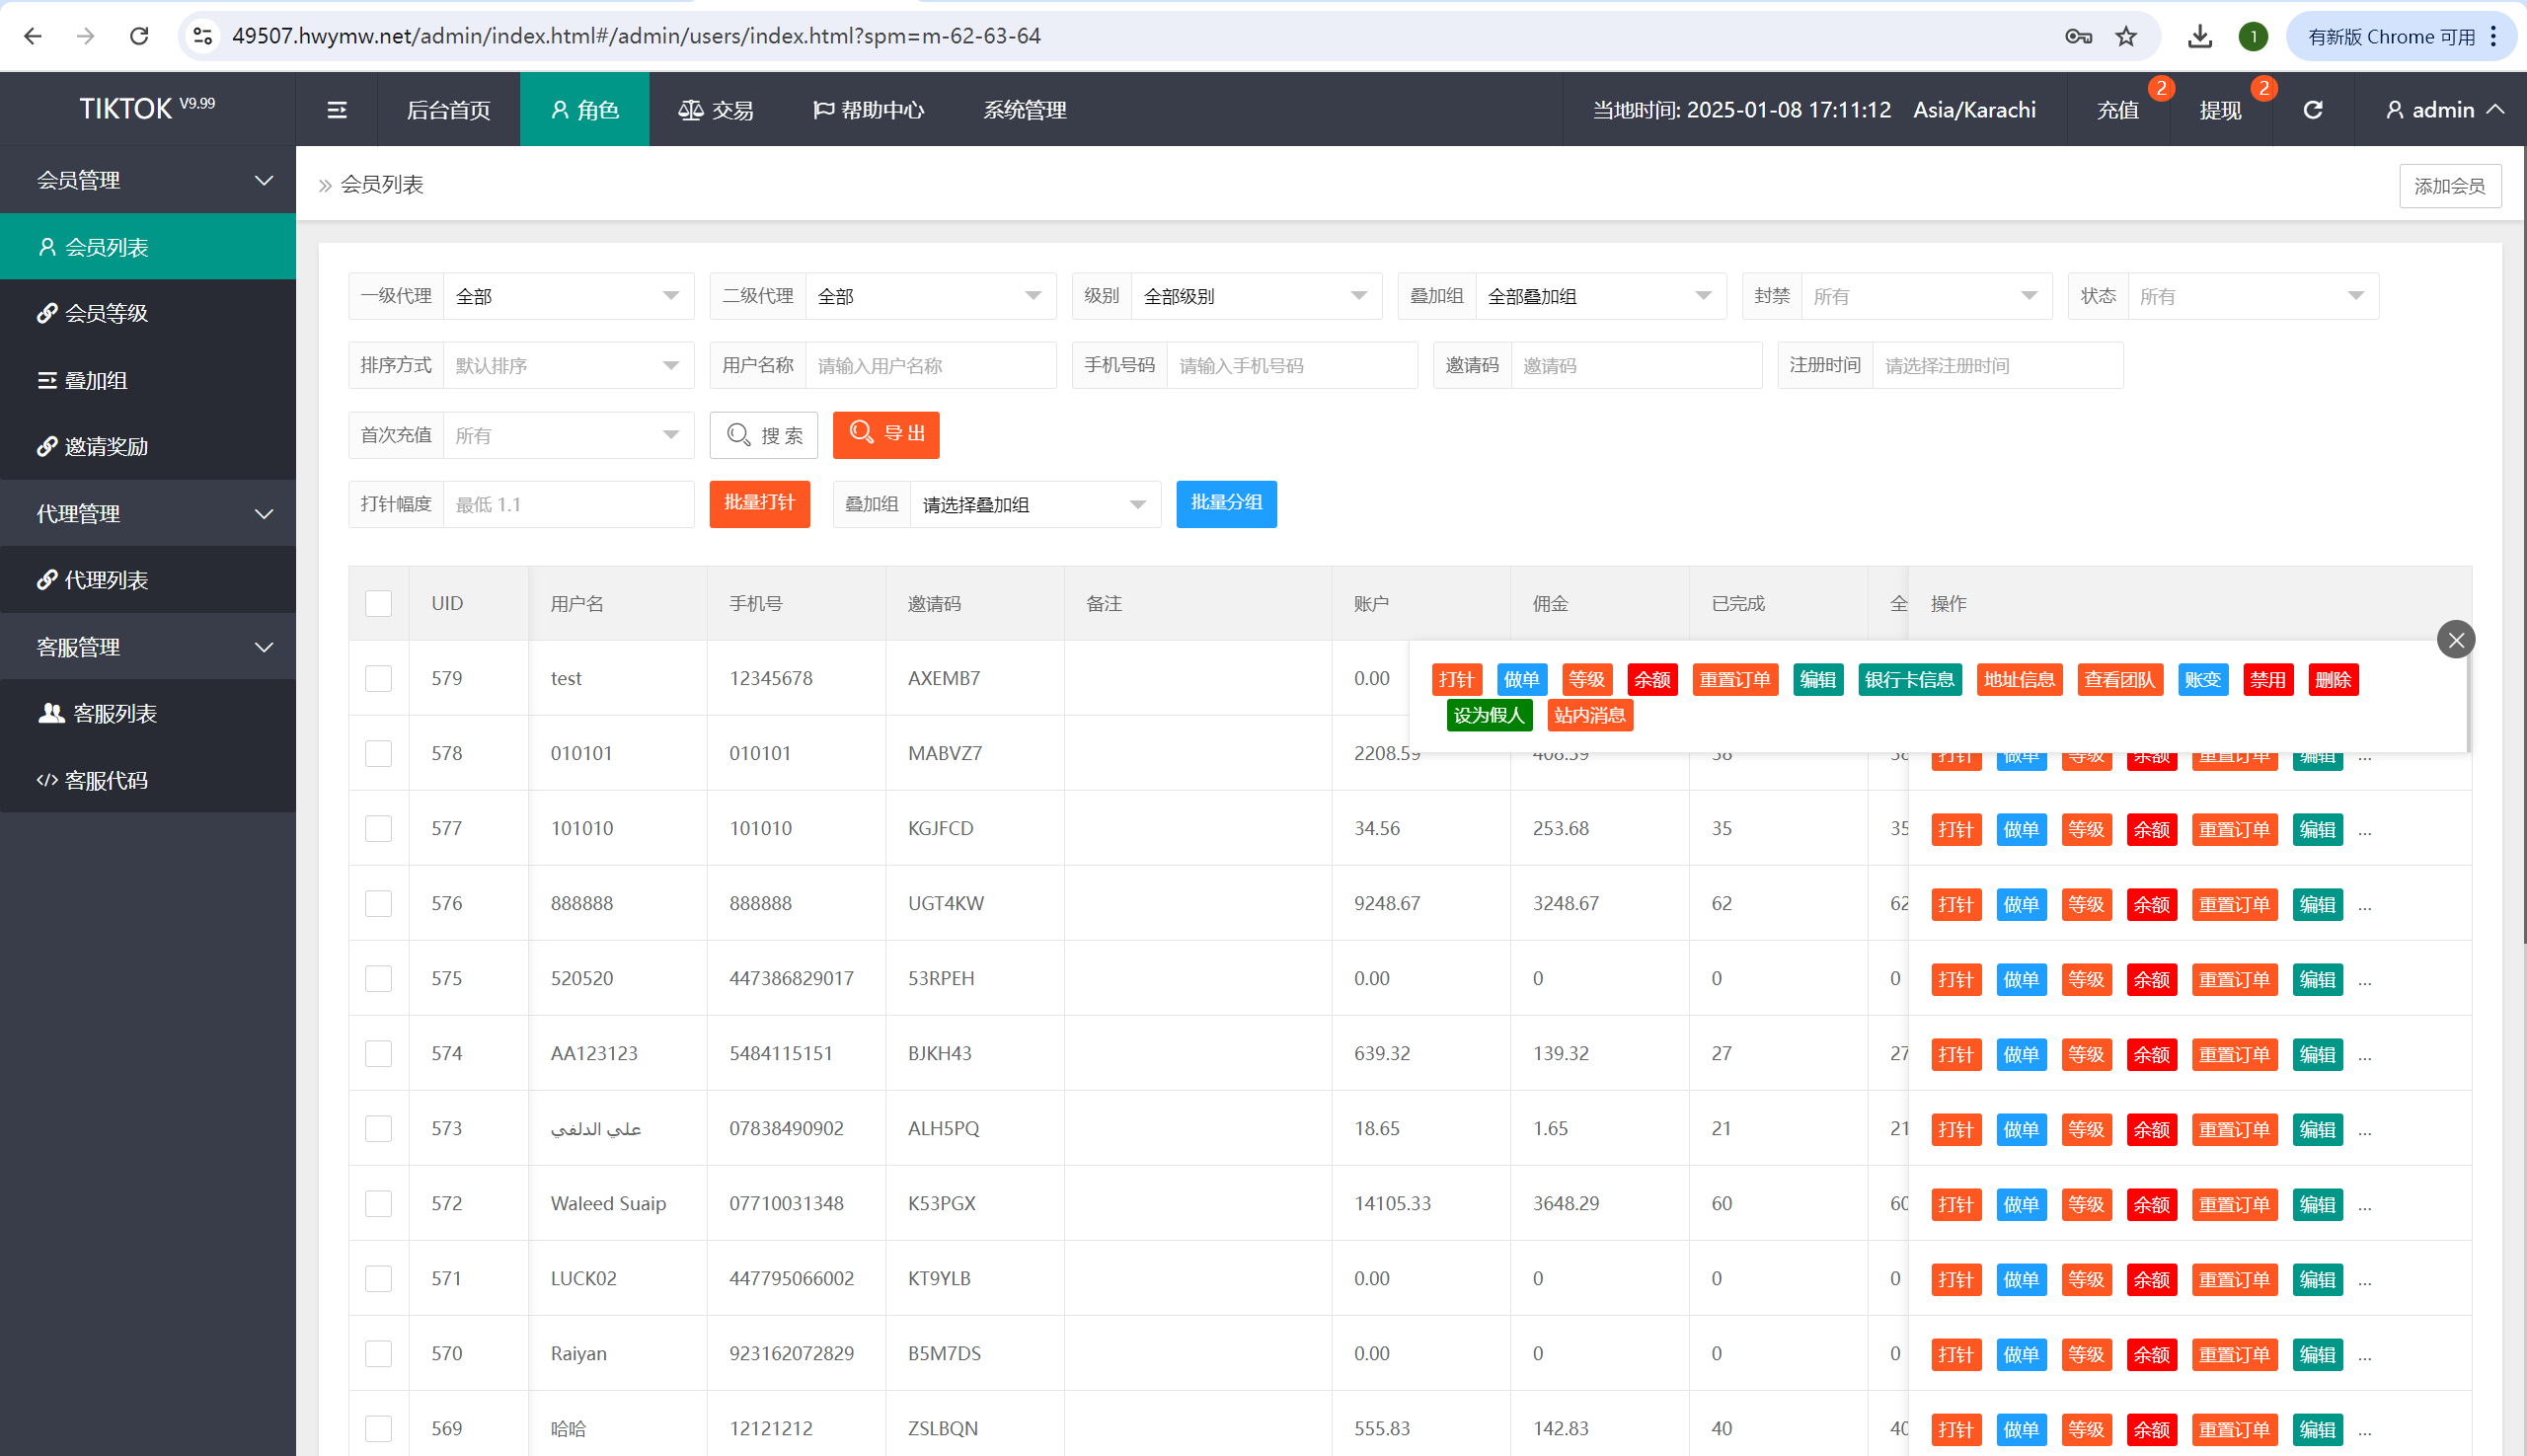 49507.hwymw.net/admin/index.html#/admin/users/index.html?spm=m-62-63-64
1
有新版 Chrome 可用
TIKTOK V9.99
后台首页
角色
交易
帮助中心
系统管理
当地时间: 2025-01-08 17:11:12 Asia/Karachi
充值 2
提现 2
admin
会员管理
会员列表
会员等级
叠加组
邀请奖励
代理管理
代理列表
客服管理
客服列表
客服代码
会员列表
添加会员
一级代理 全部 二级代理 全部 级别 全部级别 叠加组 全部叠加组 封禁 所有 状态 所有
排序方式 默认排序 用户名称 请输入用户名称 手机号码 请输入手机号码 邀请码 邀请码 注册时间 请选择注册时间
首次充值 所有 搜 索 导 出
打针幅度 最低 1.1 批量打针 叠加组 请选择叠加组 批量分组
UID 用户名 手机号 邀请码 备注 账户 佣金 已完成 全 操作
579 test 12345678 AXEMB7 0.00
打针 做单 等级 余额 重置订单 编辑 银行卡信息 地址信息 查看团队 账变 禁用 删除
设为假人 站内消息
578 010101 010101 MABVZ7 2208.59 408.59 38 38 打针 做单 等级 余额 重置订单 编辑 ...
577 101010 101010 KGJFCD 34.56 253.68 35 35 打针 做单 等级 余额 重置订单 编辑 ...
576 888888 888888 UGT4KW 9248.67 3248.67 62 62 打针 做单 等级 余额 重置订单 编辑 ...
575 520520 447386829017 53RPEH 0.00 0 0 0 打针 做单 等级 余额 重置订单 编辑 ...
574 AA123123 5484115151 BJKH43 639.32 139.32 27 27 打针 做单 等级 余额 重置订单 编辑 ...
573 علي الدلفي 07838490902 ALH5PQ 18.65 1.65 21 21 打针 做单 等级 余额 重置订单 编辑 ...
572 Waleed Suaip 07710031348 K53PGX 14105.33 3648.29 60 60 打针 做单 等级 余额 重置订单 编辑 ...
571 LUCK02 447795066002 KT9YLB 0.00 0 0 0 打针 做单 等级 余额 重置订单 编辑 ...
570 Raiyan 923162072829 B5M7DS 0.00 0 0 0 打针 做单 等级 余额 重置订单 编辑 ...
569 哈哈 12121212 ZSLBQN 555.83 142.83 40 40 打针 做单 等级 余额 重置订单 编辑 ...